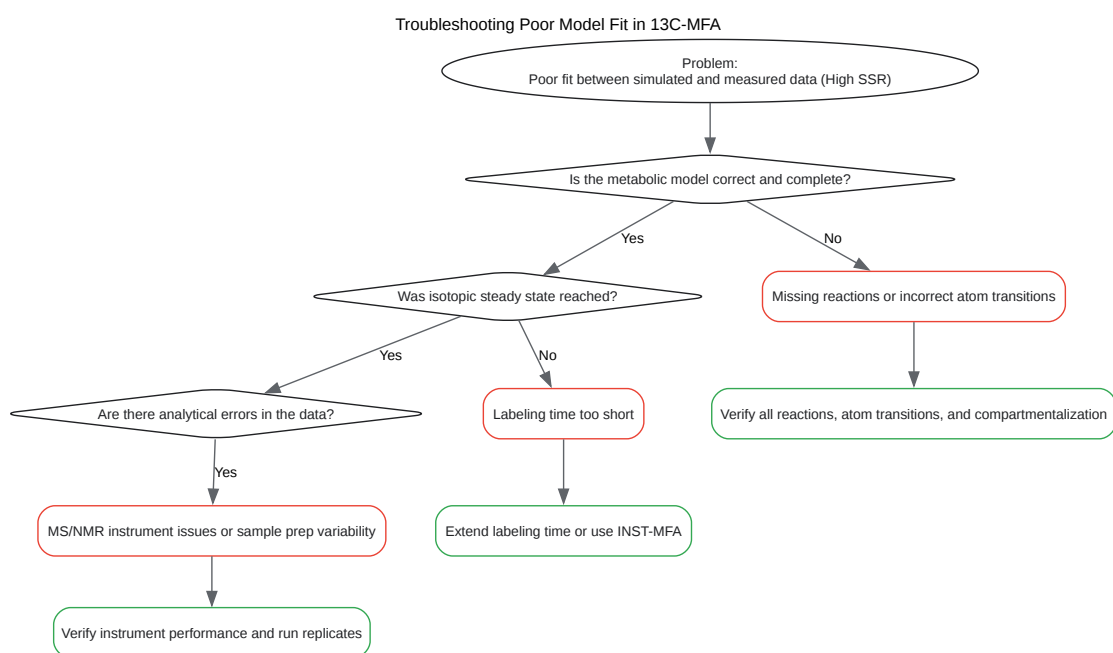 Troubleshooting Poor Model Fit in 13C-MFA
Problem:
Poor fit between simulated and measured data (High SSR)
Is the metabolic model correct and complete?
Yes
No
Was isotopic steady state reached?
Missing reactions or incorrect atom transitions
Yes
No
Are there analytical errors in the data?
Labeling time too short
Verify all reactions, atom transitions, and compartmentalization
Yes
MS/NMR instrument issues or sample prep variability
Extend labeling time or use INST-MFA
Verify instrument performance and run replicates